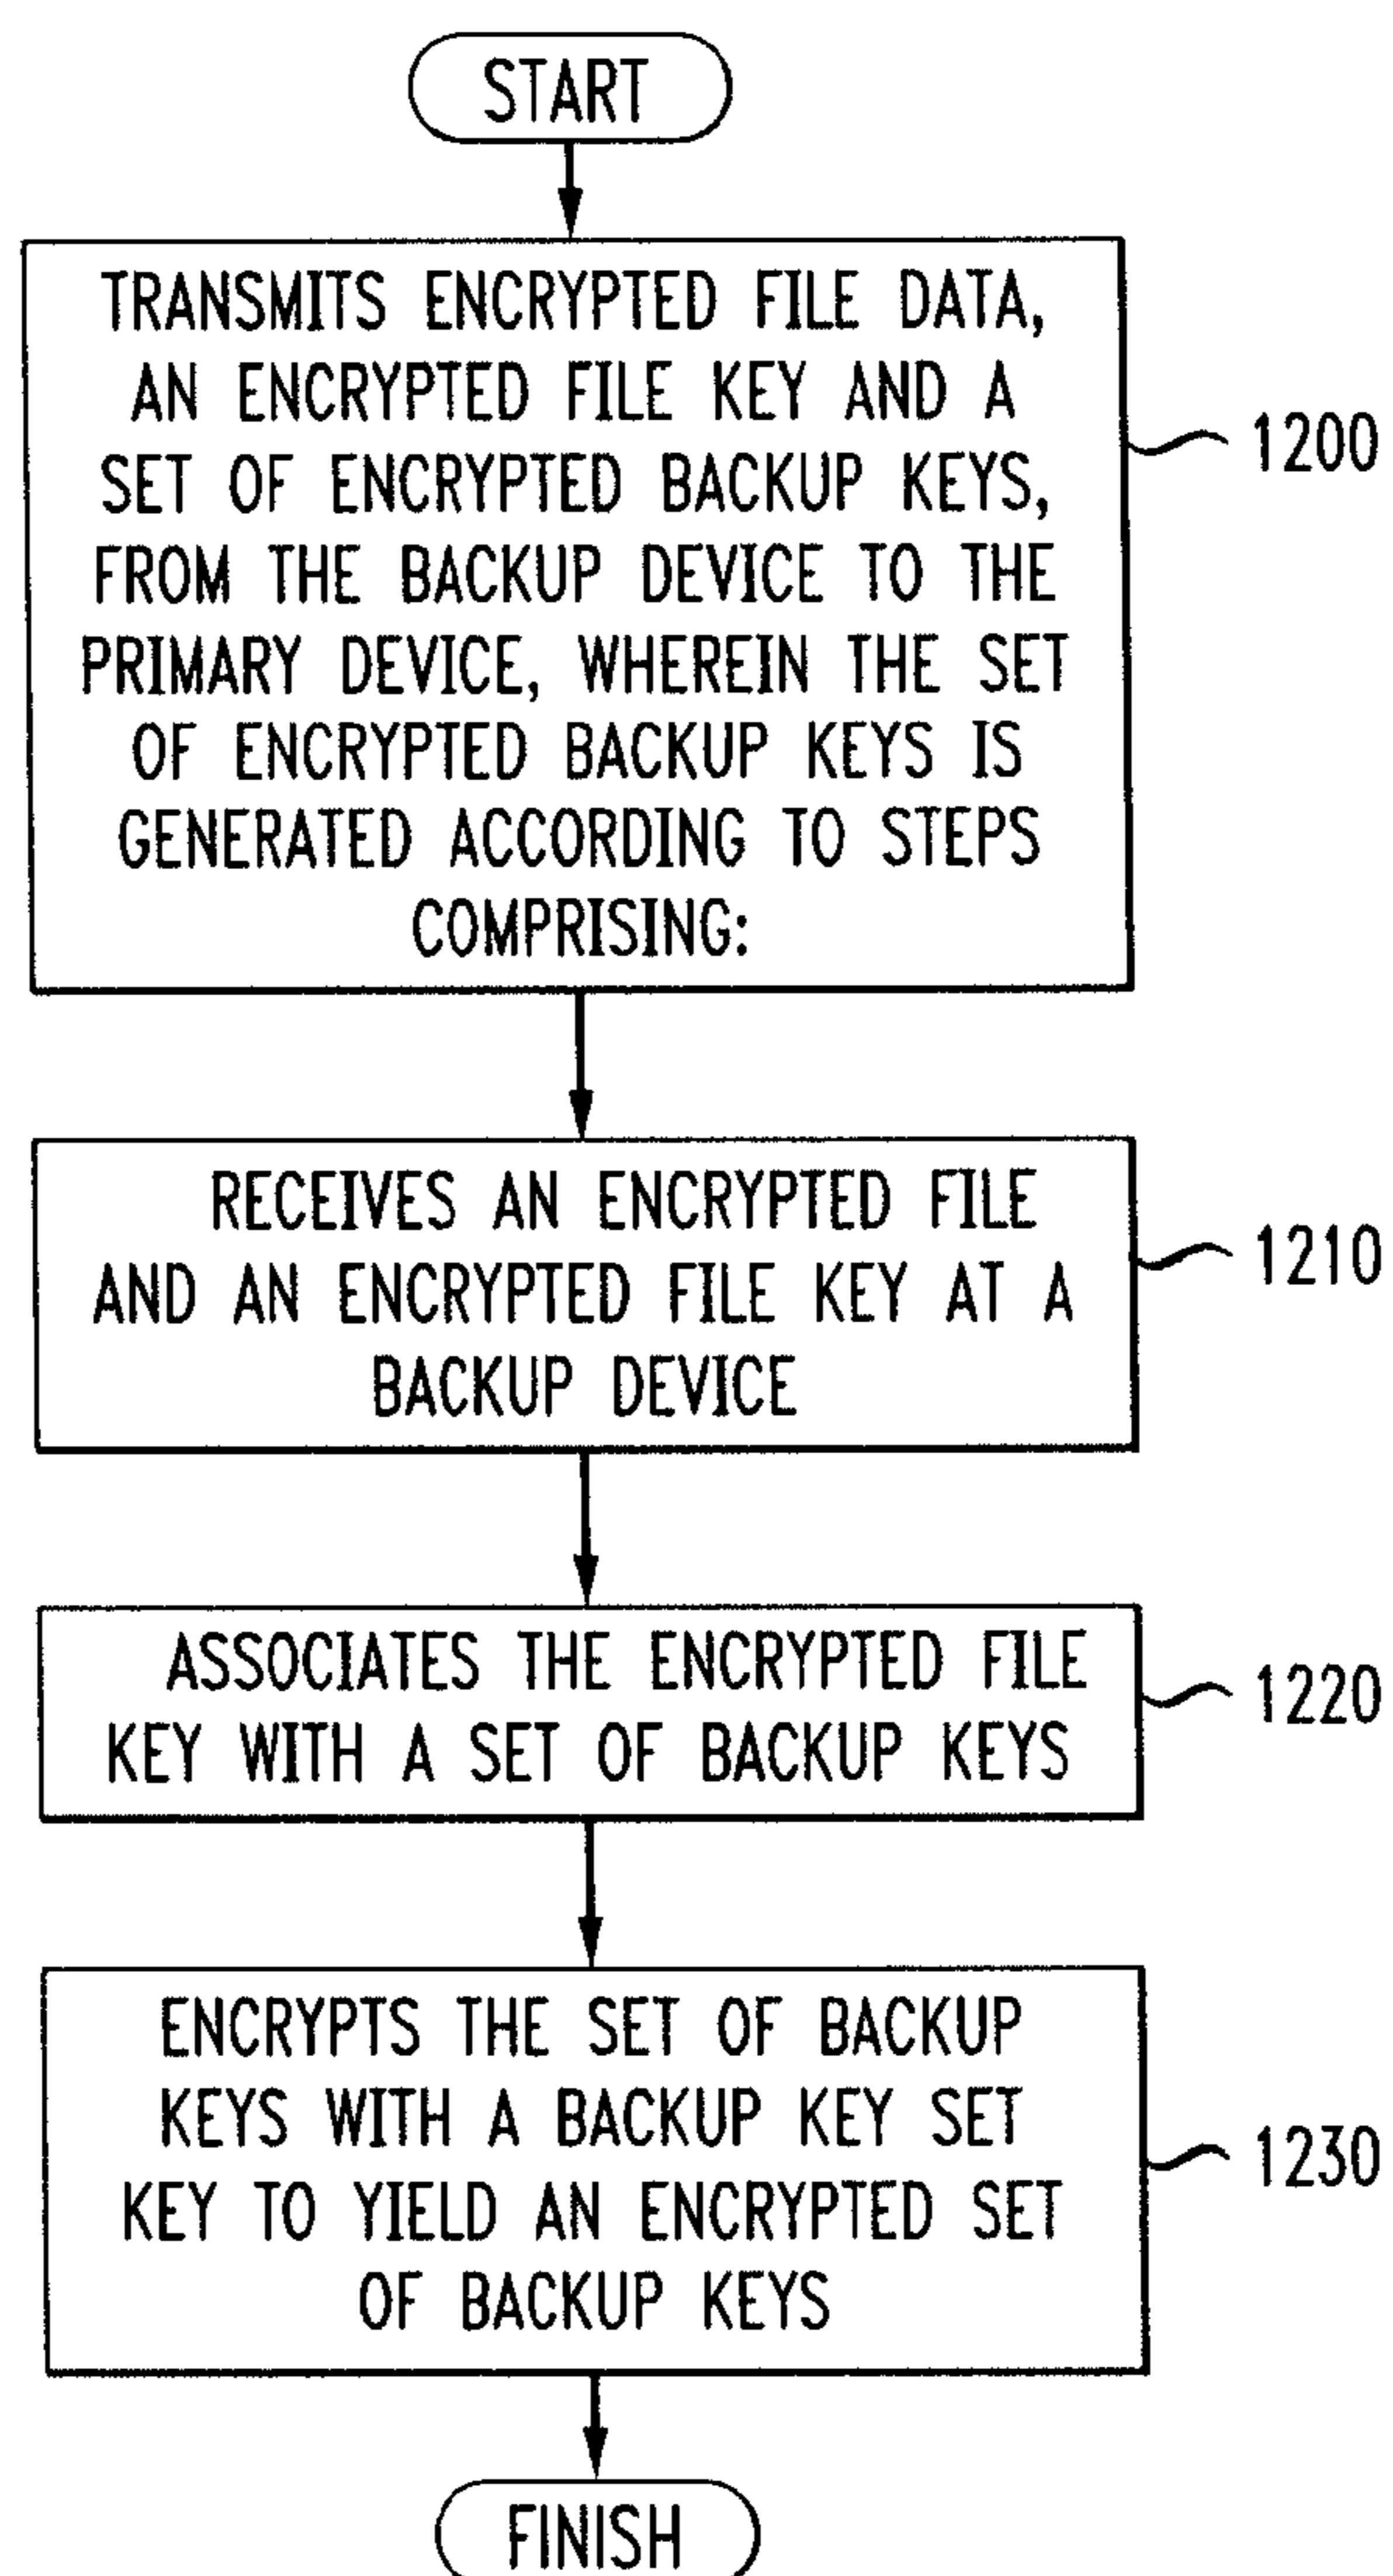 START
TRANSMITS ENCRYPTED FILE DATA,
AN ENCRYPTED FILE KEY AND A
SET OF ENCRYPTED BACKUP KEYS,
FROM THE BACKUP DEVICE TO THE
PRIMARY DEVICE, WHEREIN THE SET
OF ENCRYPTED BACKUP KEYS IS
GENERATED ACCORDING TO STEPS
COMPRISING:
1200
RECEIVES AN ENCRYPTED FILE
AND AN ENCRYPTED FILE KEY AT A
BACKUP DEVICE
1210
ASSOCIATES THE ENCRYPTED FILE
KEY WITH A SET OF BACKUP KEYS
1220
ENCRYPTS THE SET OF BACKUP
KEYS WITH A BACKUP KEY SET
KEY TO YIELD AN ENCRYPTED SET
OF BACKUP KEYS
1230
FINISH